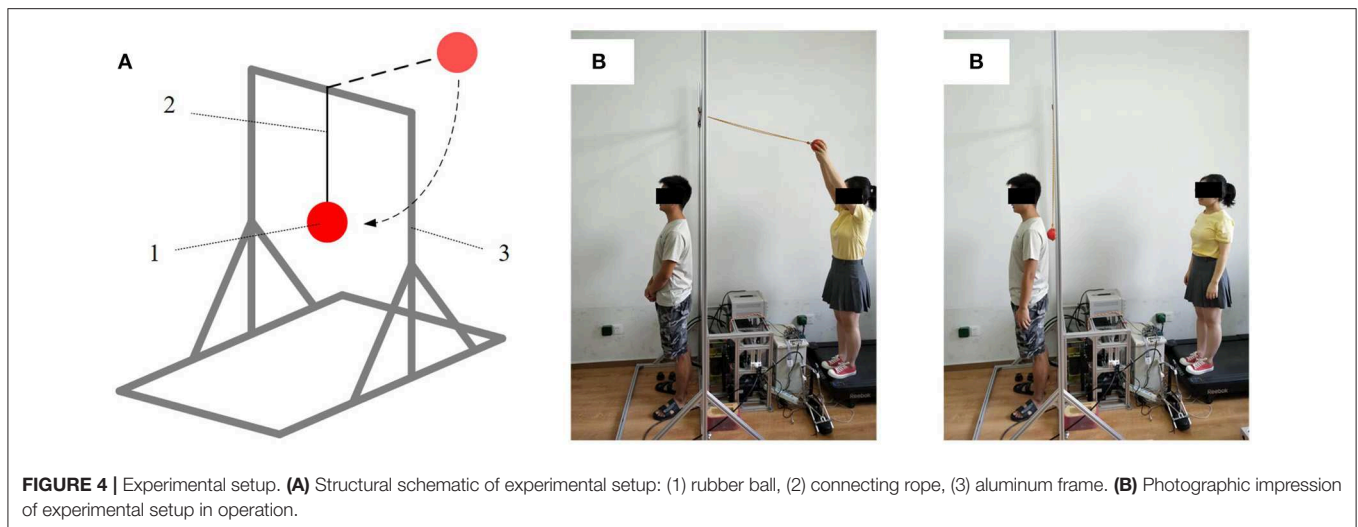 A
B
B
2
1
3
Reebok
FIGURE 4 | Experimental setup. (A) Structural schematic of experimental setup: (1) rubber ball, (2) connecting rope, (3) aluminum frame. (B) Photographic impression
of experimental setup in operation.